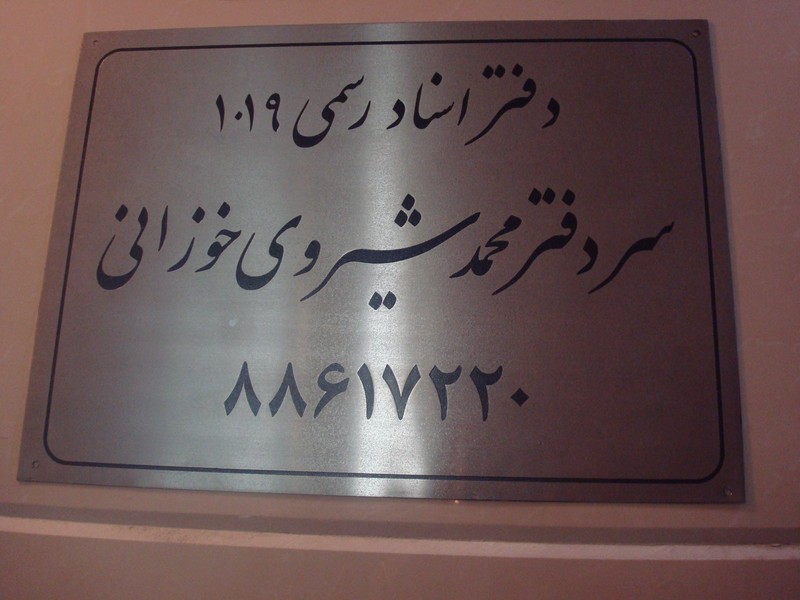 دفتر اسناد رسمی ۱۰۱۹
سردفتر محمد شیروی خوزانی
۸۸۶۱۷۲۲۰